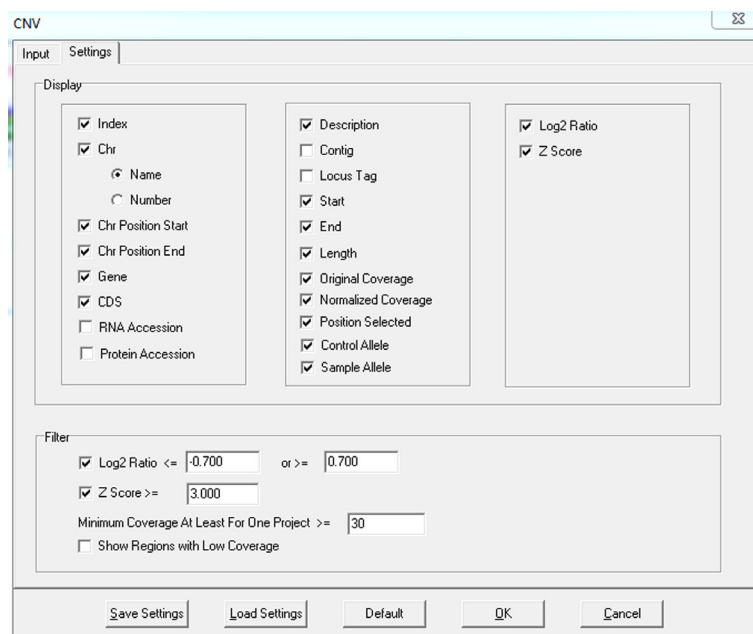 CNV
Input Settings
Display
Index
Chr
Name
Number
Chr Position Start
Chr Position End
Gene
CDS
RNA Accession
Protein Accession
Description
Contig
Locus Tag
Start
End
Length
Original Coverage
Normalized Coverage
Position Selected
Control Allele
Sample Allele
Log2 Ratio
Z Score
Filter
Log2 Ratio <= -0.700 or >= 0.700
Z Score >= 3.000
Minimum Coverage At Least For One Project >= 30
Show Regions with Low Coverage
Save Settings Load Settings Default OK Cancel